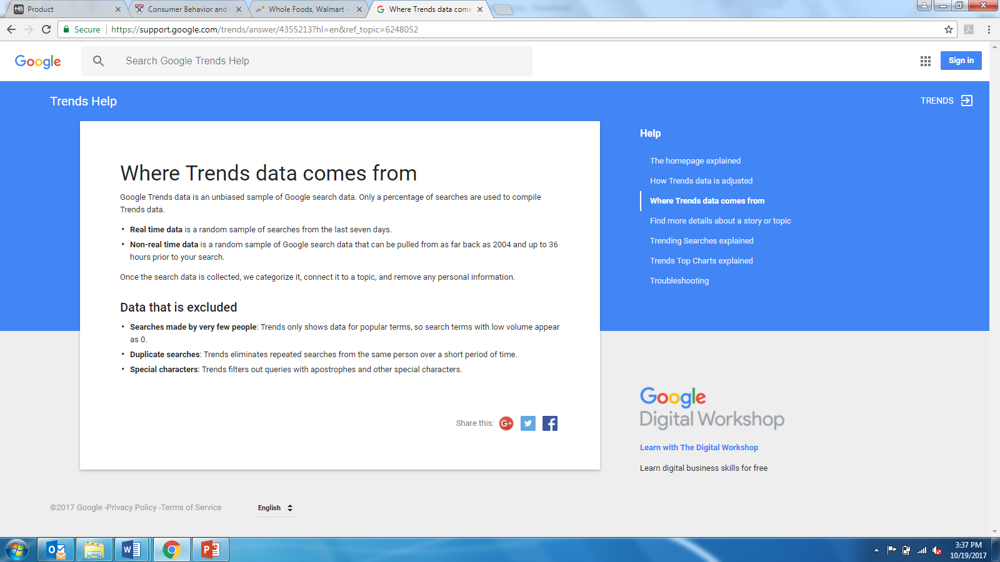 HB Product
Consumer Behavior and
Whole Foods, Walmart -
Where Trends data come
Secure
https://support.google.com/trends/answer/4355213?hl=en&ref_topic=6248052
Google
Search Google Trends Help
Sign in
Trends Help
TRENDS
Where Trends data comes from
Google Trends data is an unbiased sample of Google search data. Only a percentage of searches are used to compile
Trends data.
• Real time data is a random sample of searches from the last seven days.
• Non-real time data is a random sample of Google search data that can be pulled from as far back as 2004 and up to 36
hours prior to your search.
Once the search data is collected, we categorize it, connect it to a topic, and remove any personal information.
Data that is excluded
• Searches made by very few people: Trends only shows data for popular terms, so search terms with low volume appear
as 0.
• Duplicate searches: Trends eliminates repeated searches from the same person over a short period of time.
• Special characters: Trends filters out queries with apostrophes and other special characters.
Share this:
G+
Help
The homepage explained
How Trends data is adjusted
Where Trends data comes from
Find more details about a story or topic
Trending Searches explained
Trends Top Charts explained
Troubleshooting
Google
Digital Workshop
Learn with The Digital Workshop
Learn digital business skills for free
©2017 Google -Privacy Policy -Terms of Service
English
3:37 PM
10/19/2017